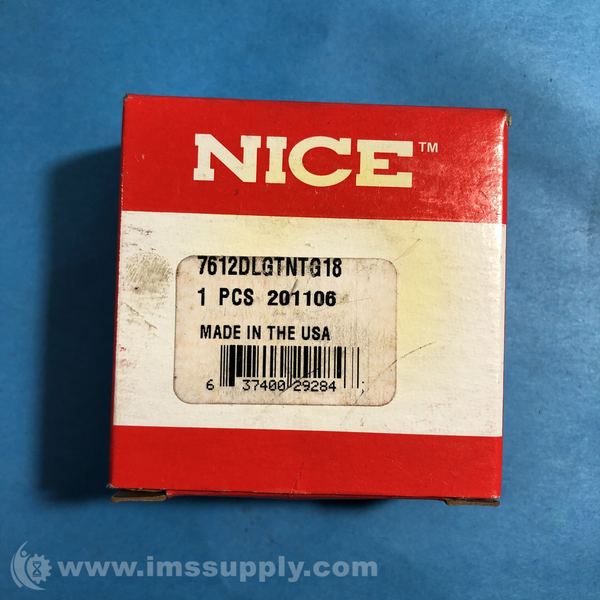 NICE™
7612DLGTNTG18
1 PCS 201106
MADE IN THE USA
6 37400 29284
www.imssupply.com